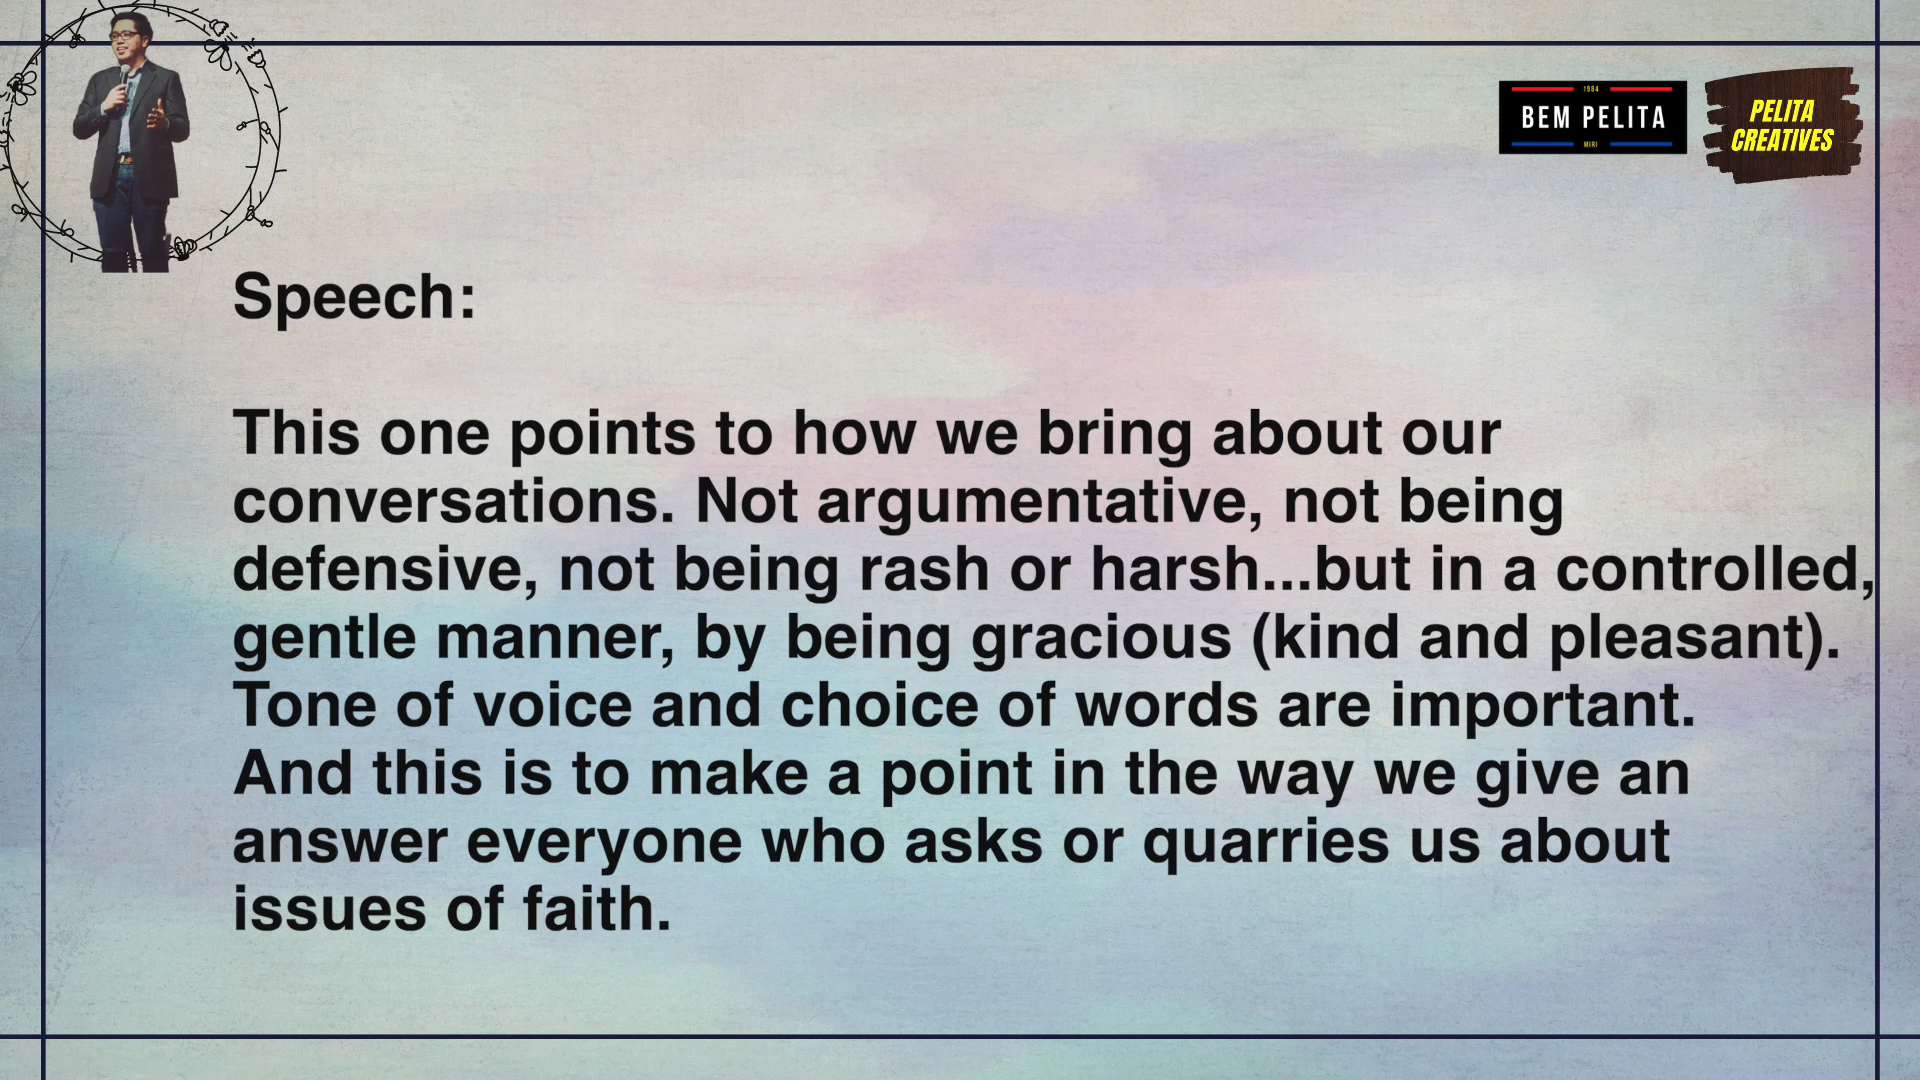 1984
BEM PELITA
MIRI
PELITA
CREATIVES
Speech:
This one points to how we bring about our
conversations. Not argumentative, not being
defensive, not being rash or harsh...but in a controlled,
gentle manner, by being gracious (kind and pleasant).
Tone of voice and choice of words are important.
And this is to make a point in the way we give an
answer everyone who asks or quarries us about
issues of faith.